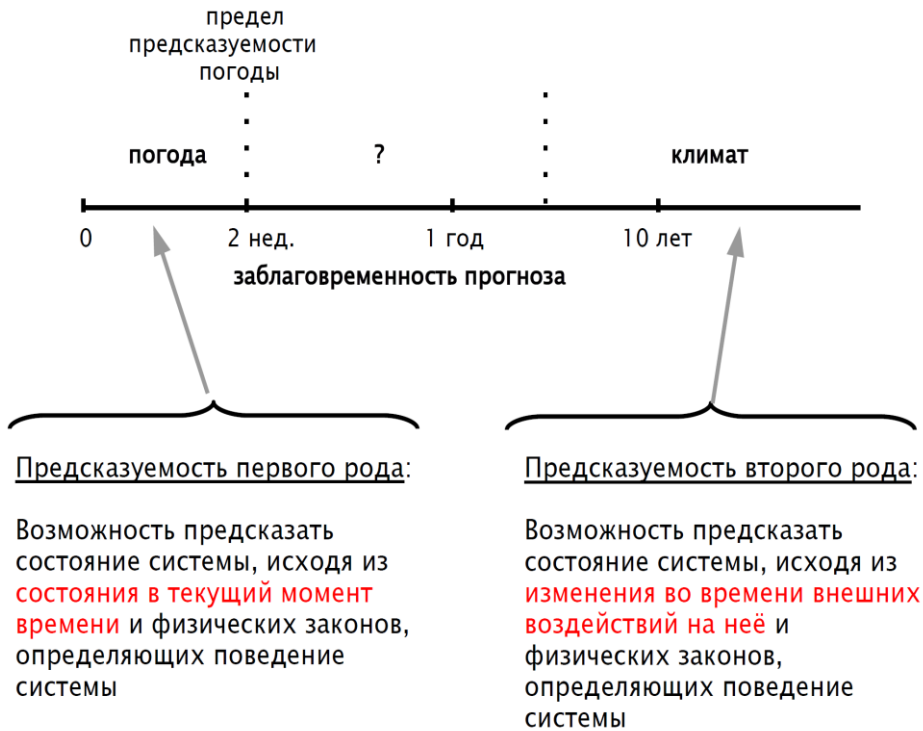 предел
предсказуемости
погоды
погода
?
климат
0
2 нед.
1 год
10 лет
заблаговременность прогноза
Предсказуемость первого рода:
Возможность предсказать
состояние системы, исходя из
состояния в текущий момент
времени и физических законов,
определяющих поведение
системы
Предсказуемость второго рода:
Возможность предсказать
состояние системы, исходя из
изменения во времени внешних
воздействий на неё и
физических законов,
определяющих поведение
системы